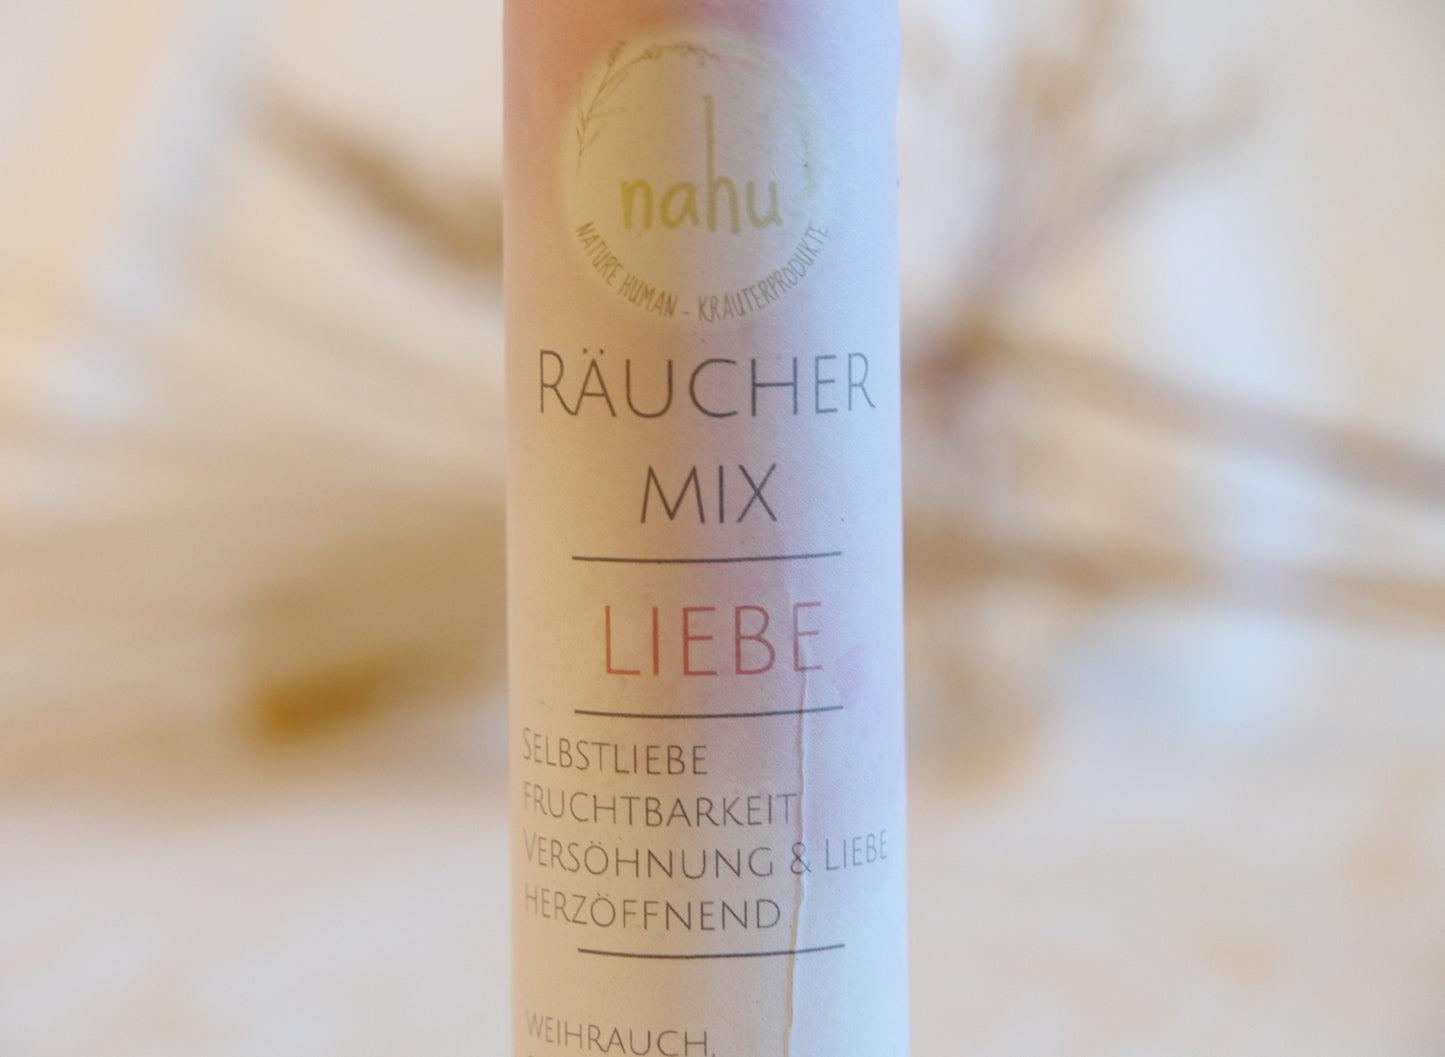 nahu
NATURE HUMAN - KRÄUTERPRODUKTE
RÄUCHER
MIX
LIEBE
SELBSTLIEBE
FRUCHTBARKEIT
VERSÖHNUNG & LIEBE
HERZÖFFNEND
WEIHRAUCH,